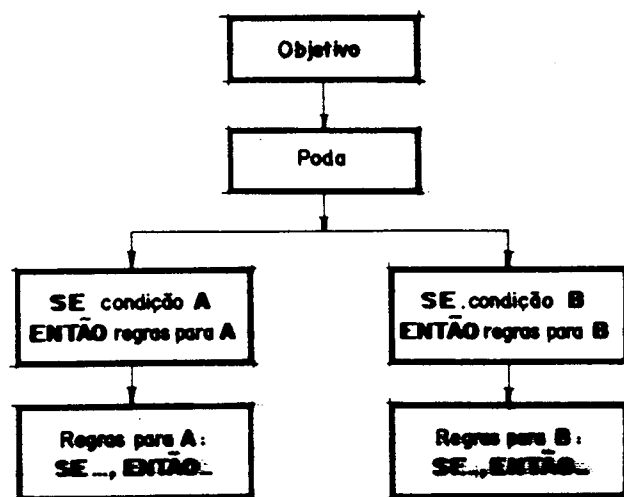 Objetivo
Poda
SE condição A
ENTÃO regras para A
SE condição B
ENTÃO regras para B
Regras para A:
SE ..., ENTÃO...
Regras para B:
SE..., ENTÃO...